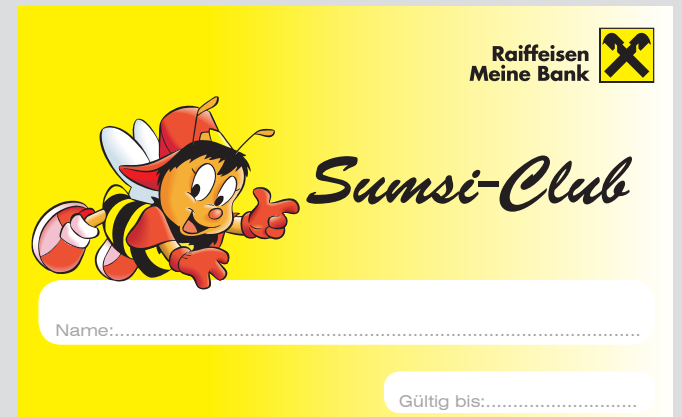 Raiffeisen
Meine Bank
Sumsi-Club
Name:.................................................................................................
Gültig bis:............................